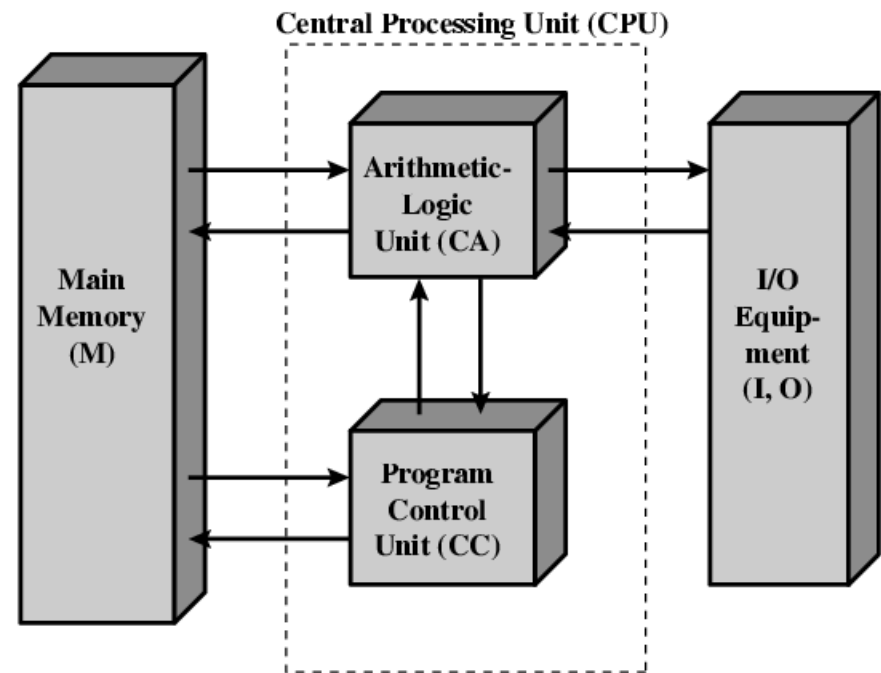 Central Processing Unit (CPU)
Main
Memory
(M)
Arithmetic-
Logic
Unit (CA)
Program
Control
Unit (CC)
I/O
Equip-
ment
(I, O)